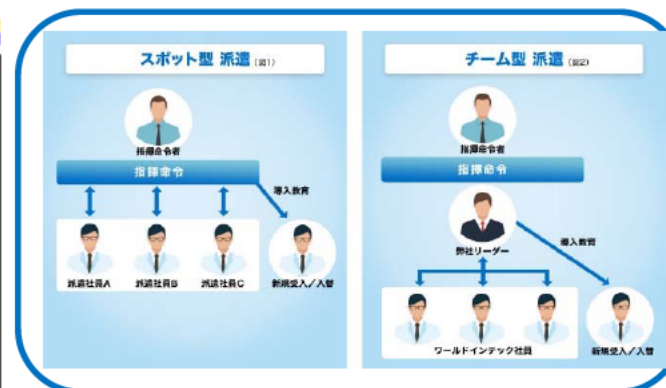 スポット型 派遣 (図1)
指揮命令者
指揮命令
導入教育
派遣社員A 派遣社員B 派遣社員C 新規受入/入替
チーム型 派遣 (図2)
指揮命令者
指揮命令
弊社リーダー
導入教育
ワールドインテック社員
新規受入/入替